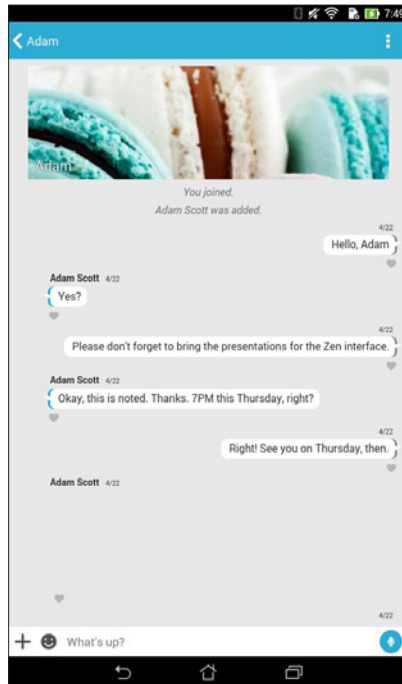 7:49
Adam
Adam
You joined.
Adam Scott was added.
4/22
Hello, Adam
Adam Scott 4/22
Yes?
4/22
Please don't forget to bring the presentations for the Zen interface.
Adam Scott 4/22
Okay, this is noted. Thanks. 7PM this Thursday, right?
4/22
Right! See you on Thursday, then.
Adam Scott 4/22
4/22
What's up?